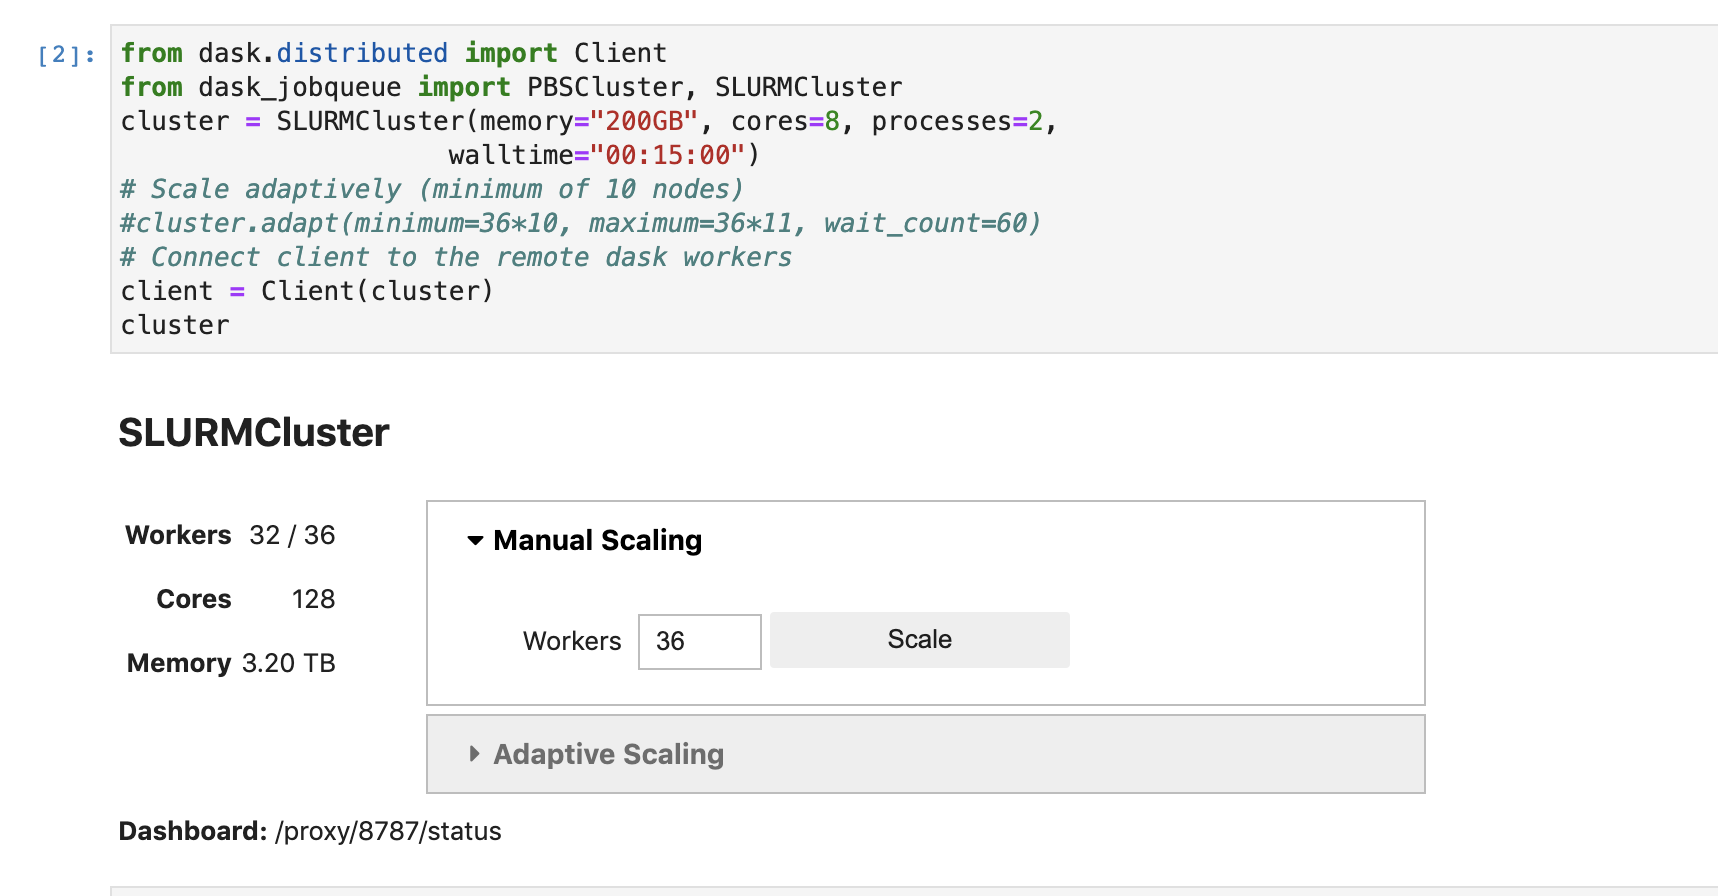 [2]: from dask.distributed import Client
from dask_jobqueue import PBSCluster, SLURMCluster
cluster = SLURMCluster(memory="200GB", cores=8, processes=2,
                     walltime="00:15:00")
# Scale adaptively (minimum of 10 nodes)
#cluster.adapt(minimum=36*10, maximum=36*11, wait_count=60)
# Connect client to the remote dask workers
client = Client(cluster)
cluster
SLURMCluster
Workers 32 / 36
Cores 128
Memory 3.20 TB
Manual Scaling
Workers 36 Scale
Adaptive Scaling
Dashboard: /proxy/8787/status